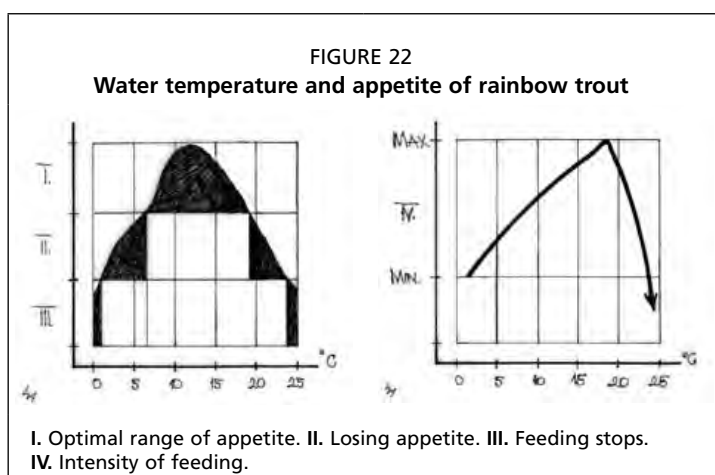 FIGURE 22
Water temperature and appetite of rainbow trout
I.
II.
III.
°C
0 5 10 15 20 25
MAX.
IV.
MIN.
°C
0 5 10 15 20 25
I. Optimal range of appetite. II. Losing appetite. III. Feeding stops.
IV. Intensity of feeding.